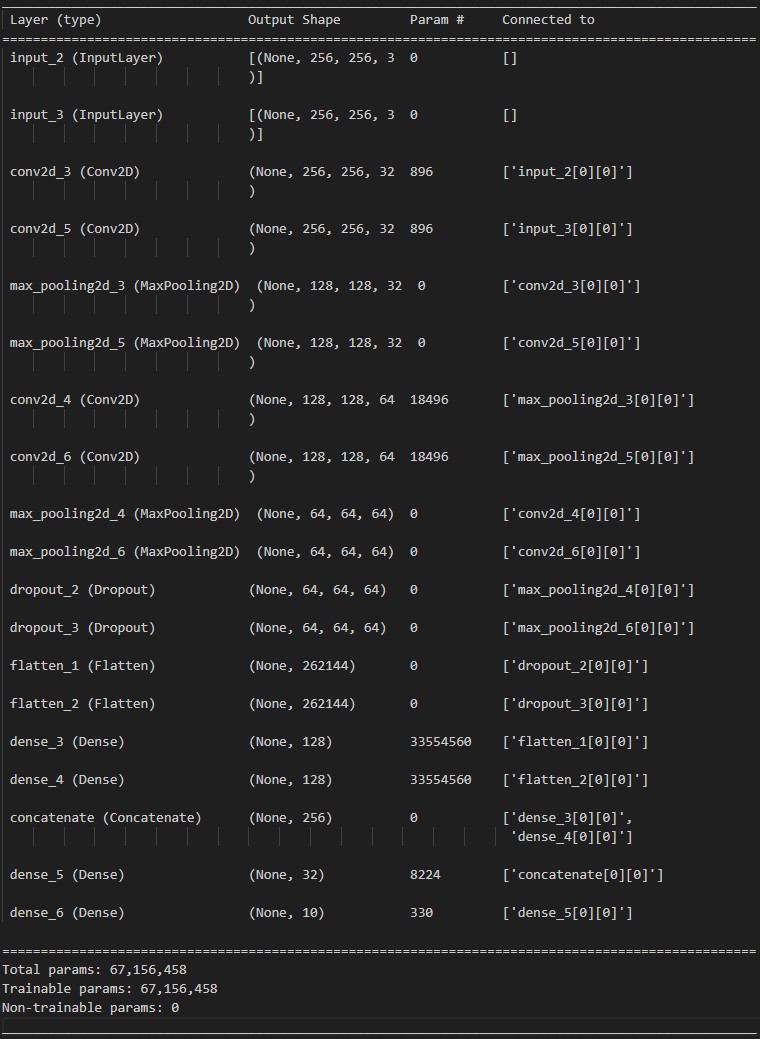 Layer (type) Output Shape Param # Connected to
==================================================================================================
input_2 (InputLayer) [(None, 256, 256, 3 0 []
)]
input_3 (InputLayer) [(None, 256, 256, 3 0 []
)]
conv2d_3 (Conv2D) (None, 256, 256, 32 896 ['input_2[0][0]']
)
conv2d_5 (Conv2D) (None, 256, 256, 32 896 ['input_3[0][0]']
)
max_pooling2d_3 (MaxPooling2D) (None, 128, 128, 32 0 ['conv2d_3[0][0]']
)
max_pooling2d_5 (MaxPooling2D) (None, 128, 128, 32 0 ['conv2d_5[0][0]']
)
conv2d_4 (Conv2D) (None, 128, 128, 64 18496 ['max_pooling2d_3[0][0]']
)
conv2d_6 (Conv2D) (None, 128, 128, 64 18496 ['max_pooling2d_5[0][0]']
)
max_pooling2d_4 (MaxPooling2D) (None, 64, 64, 64) 0 ['conv2d_4[0][0]']
max_pooling2d_6 (MaxPooling2D) (None, 64, 64, 64) 0 ['conv2d_6[0][0]']
dropout_2 (Dropout) (None, 64, 64, 64) 0 ['max_pooling2d_4[0][0]']
dropout_3 (Dropout) (None, 64, 64, 64) 0 ['max_pooling2d_6[0][0]']
flatten_1 (Flatten) (None, 262144) 0 ['dropout_2[0][0]']
flatten_2 (Flatten) (None, 262144) 0 ['dropout_3[0][0]']
dense_3 (Dense) (None, 128) 33554560 ['flatten_1[0][0]']
dense_4 (Dense) (None, 128) 33554560 ['flatten_2[0][0]']
concatenate (Concatenate) (None, 256) 0 ['dense_3[0][0]',
'dense_4[0][0]']
dense_5 (Dense) (None, 32) 8224 ['concatenate[0][0]']
dense_6 (Dense) (None, 10) 330 ['dense_5[0][0]']
==================================================================================================
Total params: 67,156,458
Trainable params: 67,156,458
Non-trainable params: 0